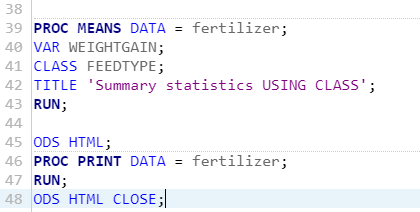 38
39 PROC MEANS DATA = fertilizer;
40 VAR WEIGHTGAIN;
41 CLASS FEEDTYPE;
42 TITLE 'Summary statistics USING CLASS';
43 RUN;
44
45 ODS HTML;
46 PROC PRINT DATA = fertilizer;
47 RUN;
48 ODS HTML CLOSE;